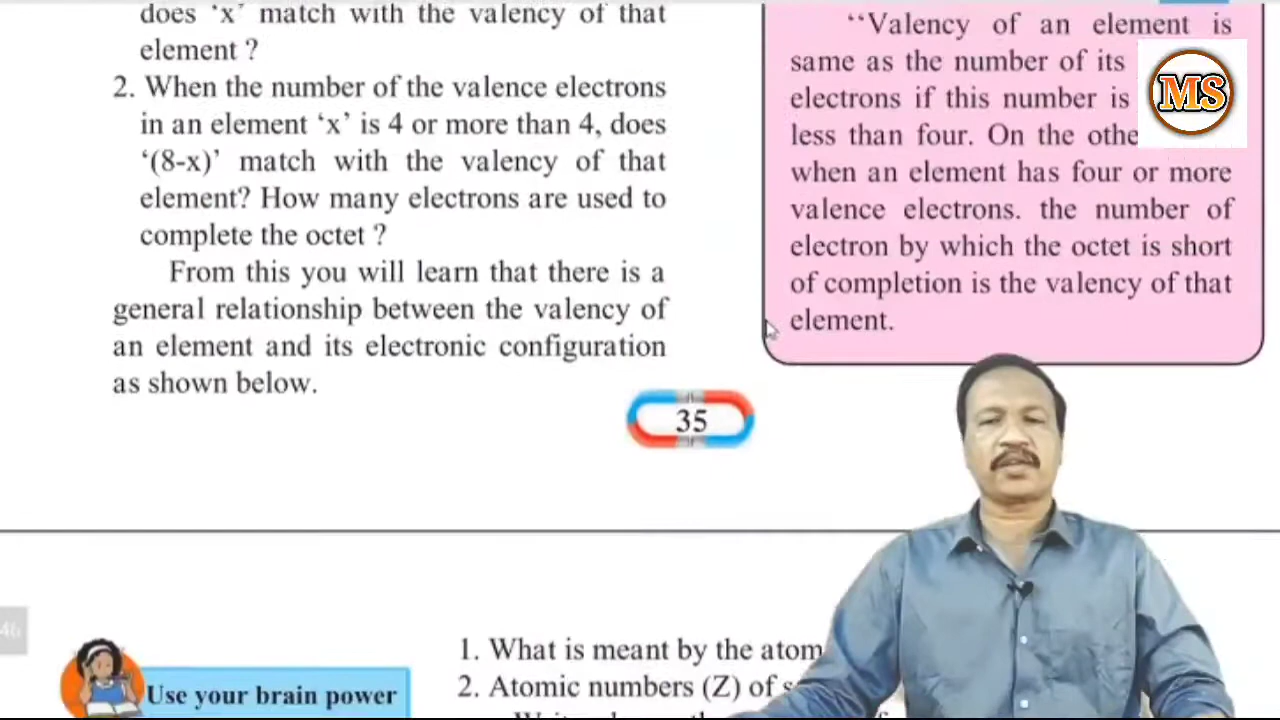 does ‘x’ match with the valency of that
element ?
2. When the number of the valence electrons
in an element ‘x’ is 4 or more than 4, does
‘(8-x)’ match with the valency of that
element? How many electrons are used to
complete the octet ?
From this you will learn that there is a
general relationship between the valency of
an element and its electronic configuration
as shown below.
“Valency of an element is
same as the number of its
electrons if this number is
less than four. On the
when an element has four or more
valence electrons. the number of
electron by which the octet is short
of completion is the valency of that
element.
MS
35
46
Use your brain power
1. What is meant by the
2. Atomic numbers (Z) of